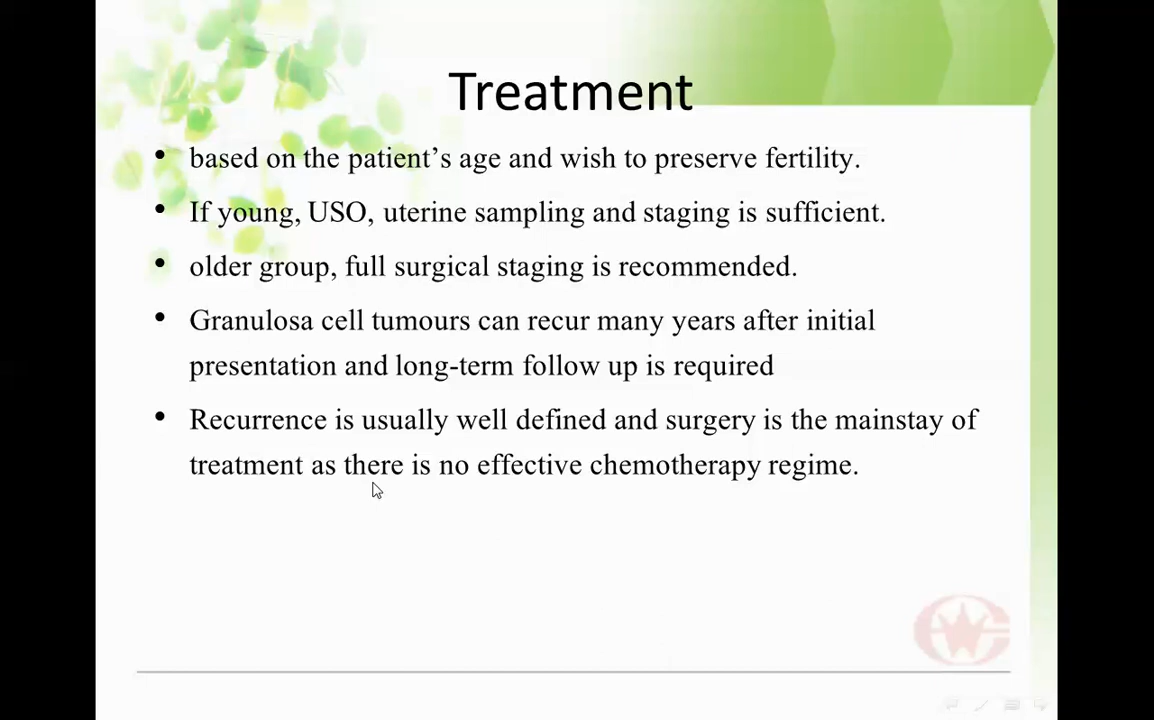 Treatment
• based on the patient’s age and wish to preserve fertility.
• If young, USO, uterine sampling and staging is sufficient.
• older group, full surgical staging is recommended.
• Granulosa cell tumours can recur many years after initial
presentation and long-term follow up is required
• Recurrence is usually well defined and surgery is the mainstay of
treatment as there is no effective chemotherapy regime.